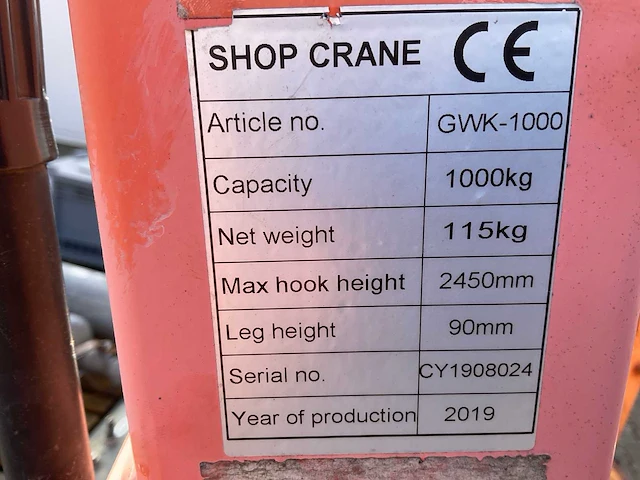 SHOP CRANE CE
Article no. GWK-1000
Capacity 1000kg
Net weight 115kg
Max hook height 2450mm
Leg height 90mm
Serial no. CY1908024
Year of production 2019